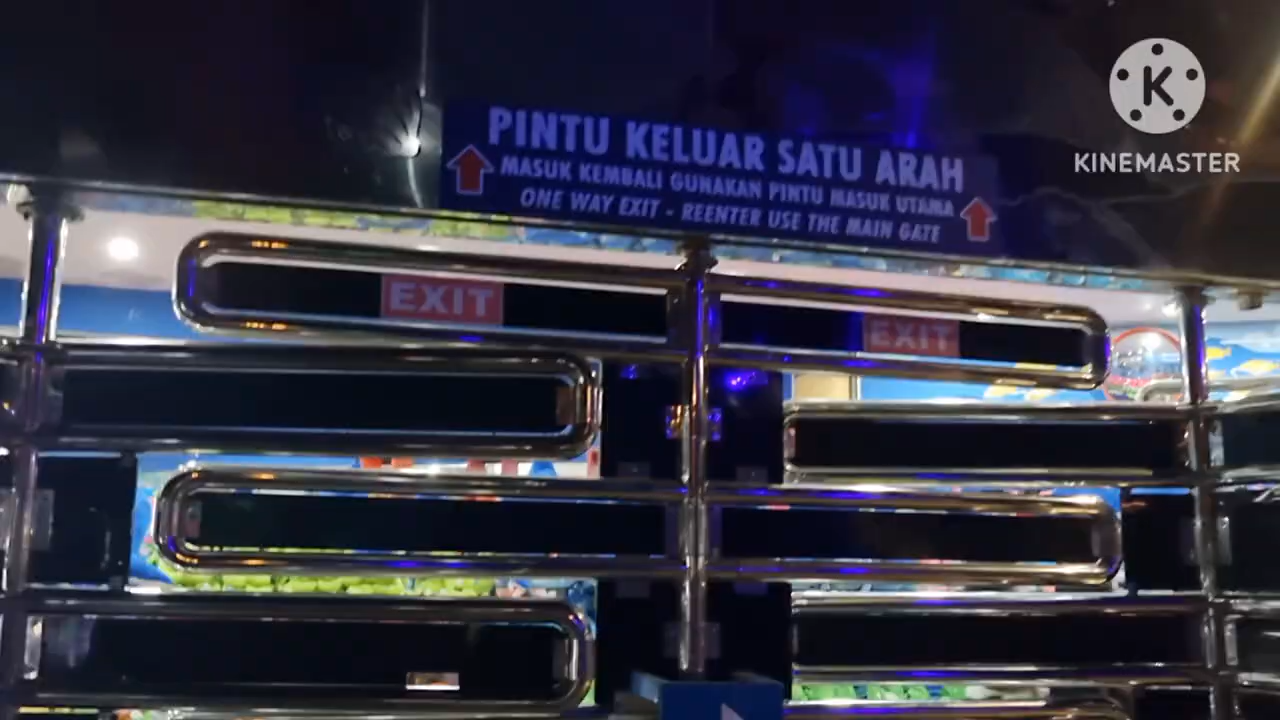 PINTU KELUAR SATU ARAH
MASUK KEMBALI GUNAKAN PINTU MASUK UTAMA
ONE WAY EXIT - REENTER USE THE MAIN GATE
EXIT
EXIT
K
KINEMASTER